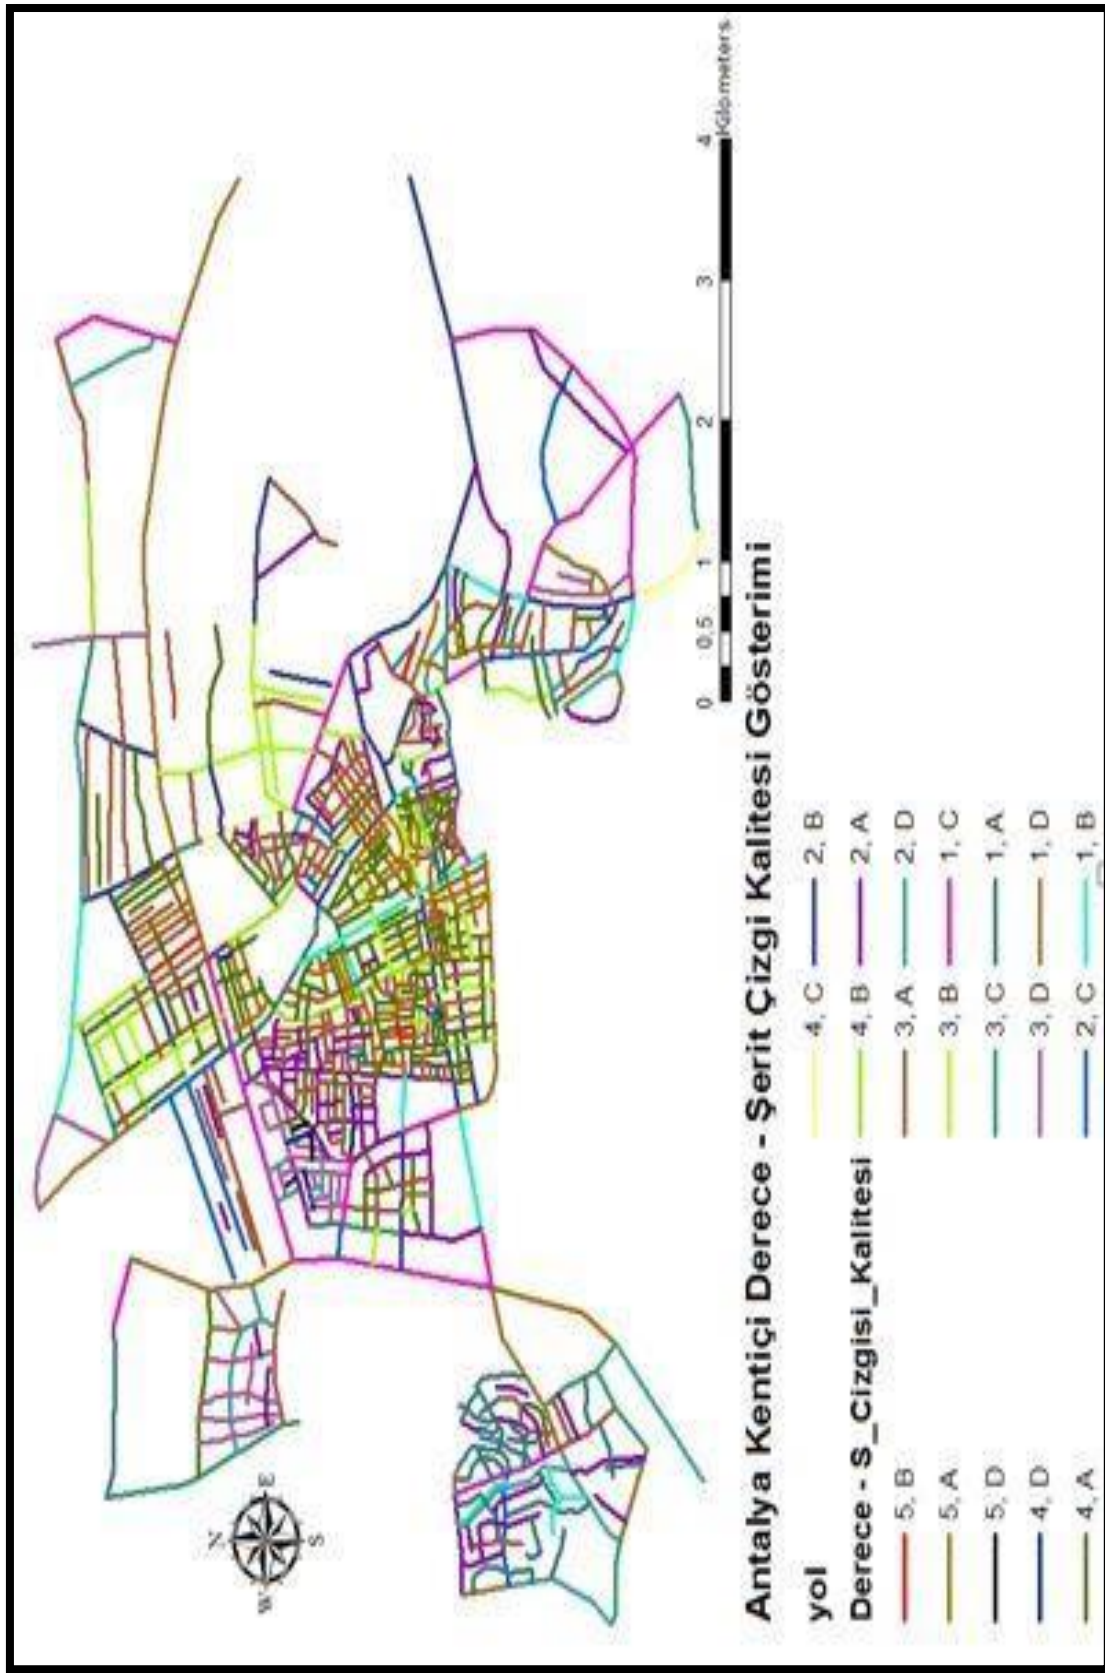 N
S
0 0.5 1 2 3 4
Kilometers
Antalya Kentiçi Derece - Şerit Çizgi Kalitesi Gösterimi
yol
Derece - S_Cizgisi_Kalitesi
5, B
5, A
5, D
4, D
4, A
4, C
4, B
3, A
3, B
3, C
3, D
2, C
2, B
2, A
2, D
1, C
1, A
1, D
1, B